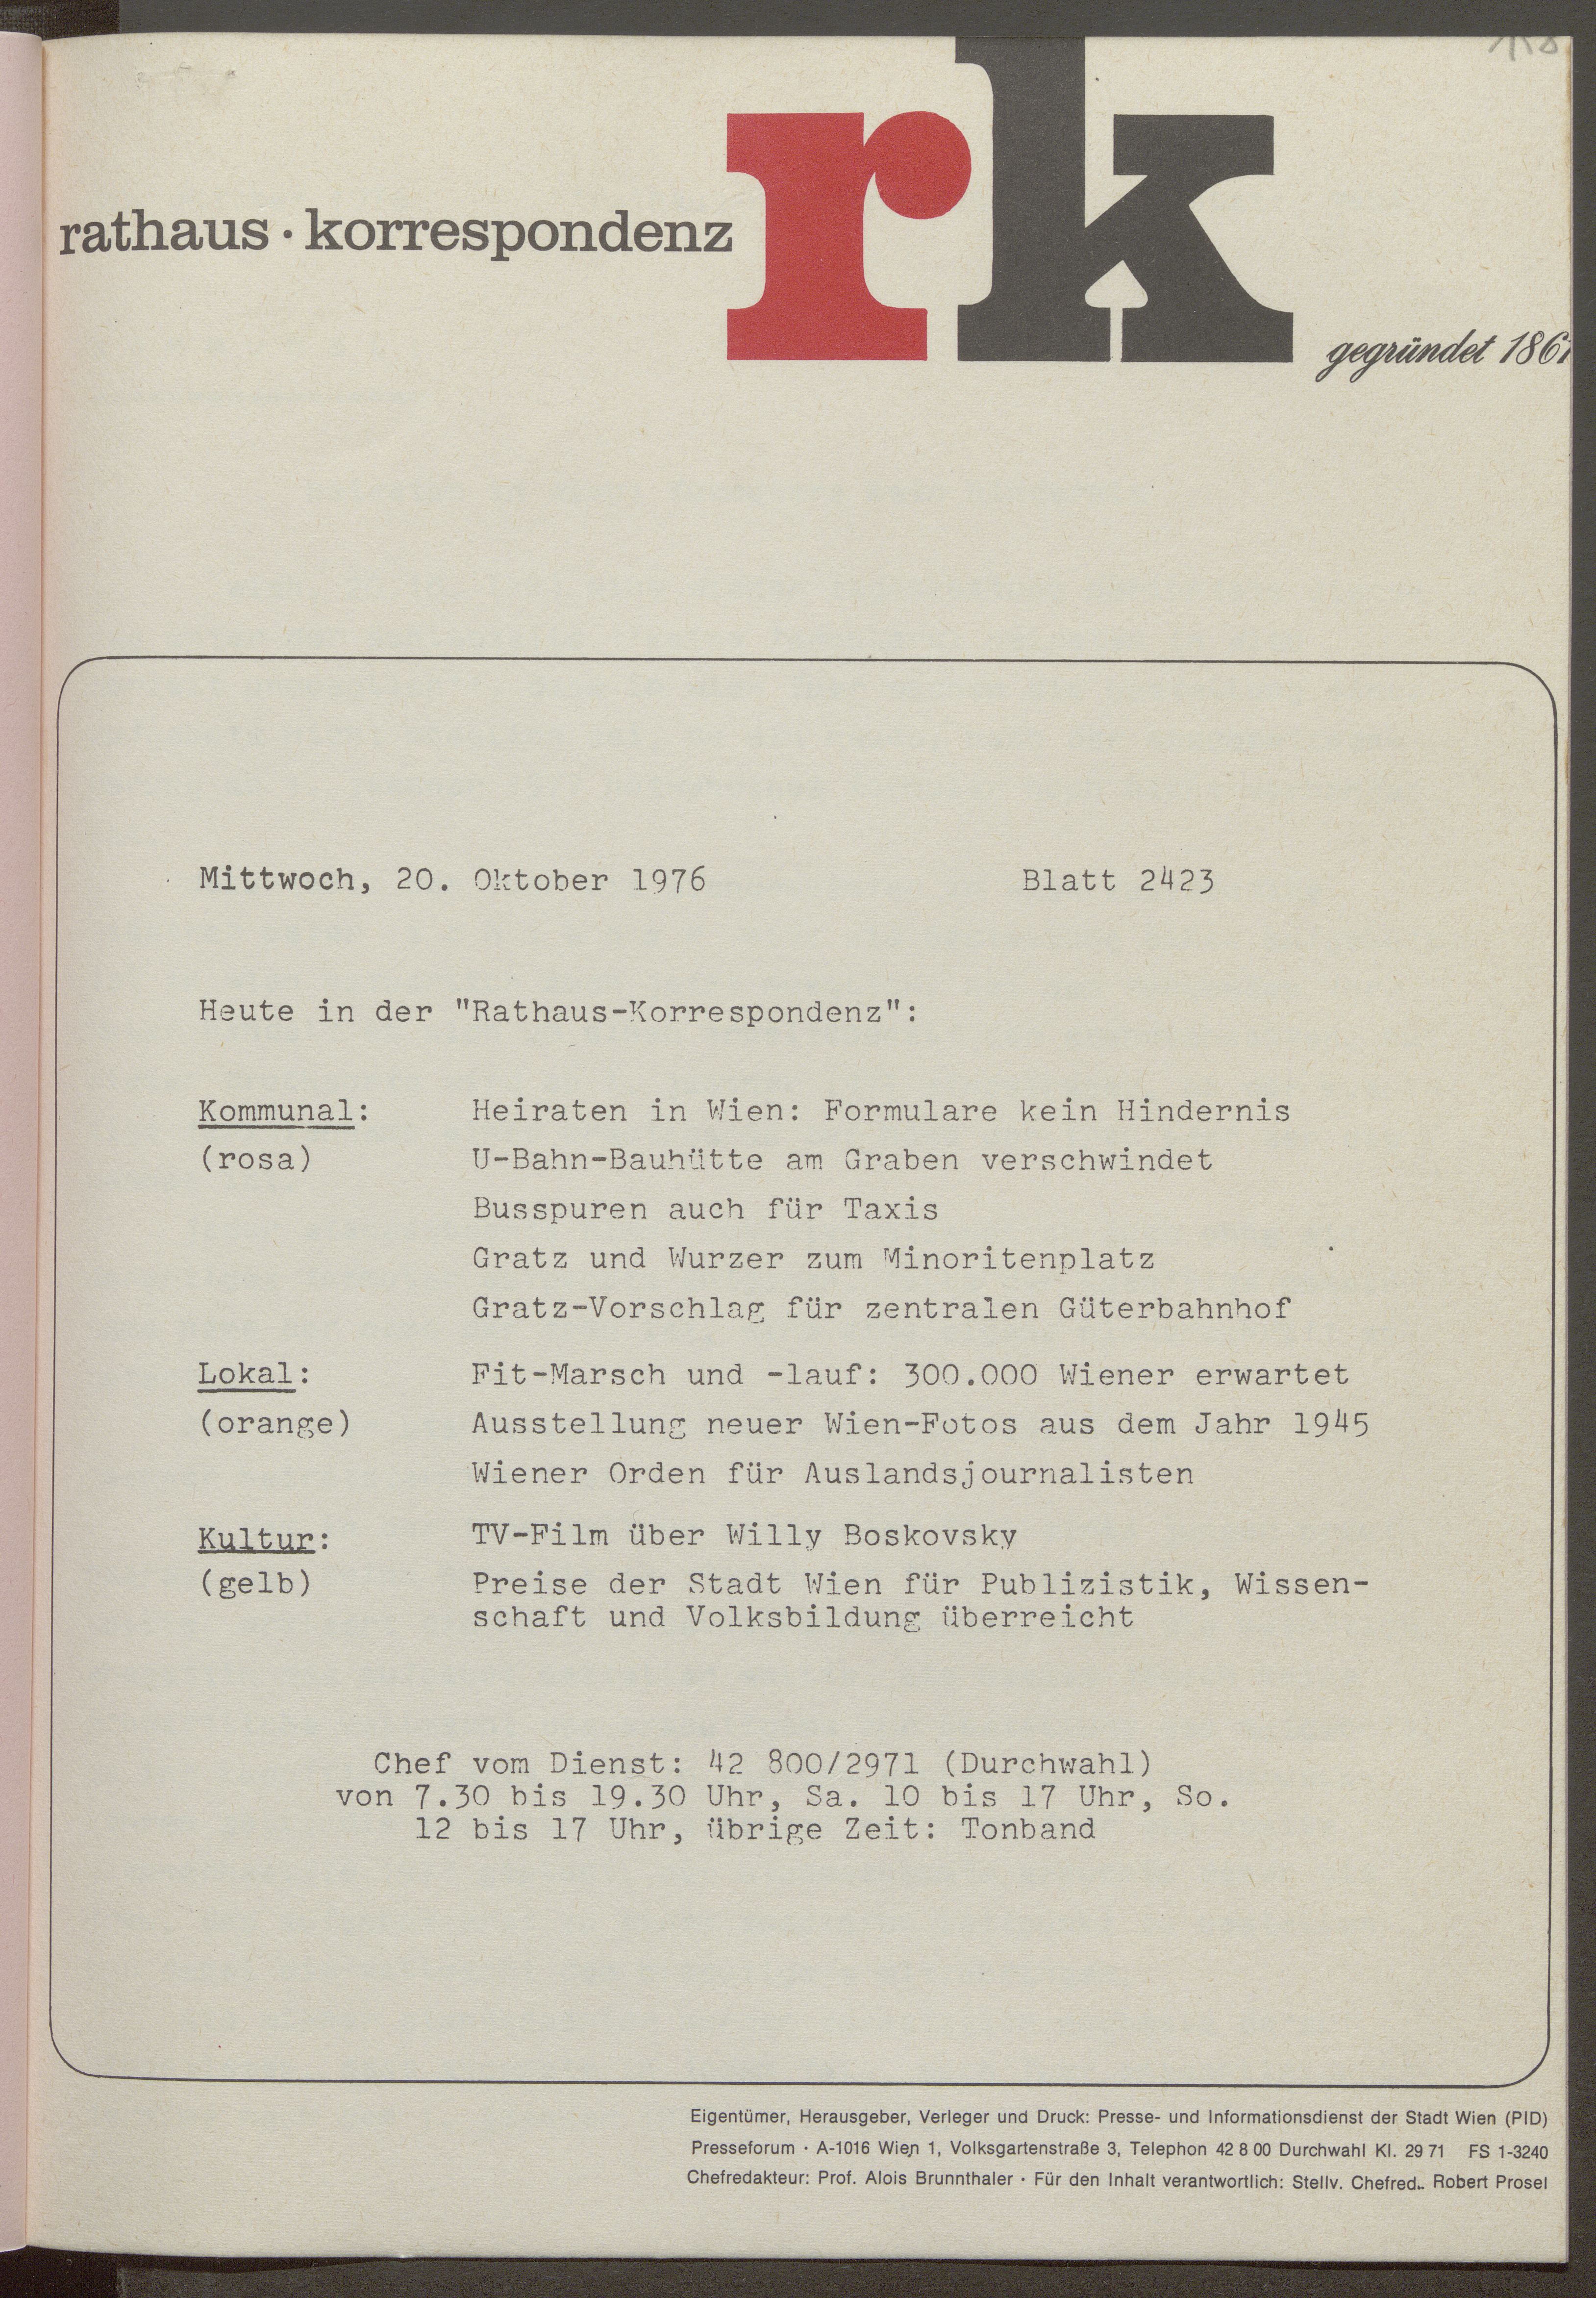 rathaus · korrespondenz
rk
gegründet 1861
Mittwoch, 20. Oktober 1976 Blatt 2423
Heute in der "Rathaus-Korrespondenz":
Kommunal: Heiraten in Wien: Formulare kein Hindernis
(rosa) U-Bahn-Bauhütte am Graben verschwindet
Busspuren auch für Taxis
Gratz und Wurzer zum Minoritenplatz
Gratz-Vorschlag für zentralen Güterbahnhof
Lokal: Fit-Marsch und -lauf: 300.000 Wiener erwartet
(orange) Ausstellung neuer Wien-Fotos aus dem Jahr 1945
Wiener Orden für Auslandsjournalisten
Kultur: TV-Film über Willy Boskovsky
(gelb) Preise der Stadt Wien für Publizistik, Wissen-
schaft und Volksbildung überreicht
Chef vom Dienst: 42 800/2971 (Durchwahl)
von 7.30 bis 19.30 Uhr, Sa. 10 bis 17 Uhr, So.
12 bis 17 Uhr, übrige Zeit: Tonband
Eigentümer, Herausgeber, Verleger und Druck: Presse- und Informationsdienst der Stadt Wien (PID)
Presseforum · A-1016 Wien 1, Volksgartenstraße 3, Telephon 42 8 00 Durchwahl Kl. 29 71 FS 1-3240
Chefredakteur: Prof. Alois Brunnthaler · Für den Inhalt verantwortlich: Stellv. Chefred.. Robert Prosel